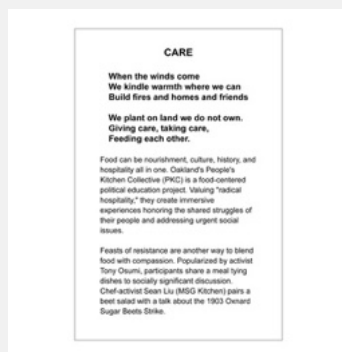 CARE
When the winds come
We kindle warmth where we can
Build fires and homes and friends
We plant on land we do not own.
Giving care, taking care,
Feeding each other.
Food can be nourishment, culture, history, and
hospitality all in one. Oakland's People's
Kitchen Collective (PKC) is a food-centered
political education project. Valuing "radical
hospitality," they create immersive
experiences honoring the shared struggles of
their people and addressing urgent social
issues.
Feasts of resistance are another way to blend
food with compassion. Popularized by activist
Tony Osumi, participants share a meal tying
dishes to socially significant discussion.
Chef-activist Sean Liu (MSG Kitchen) pairs a
beet salad with a talk about the 1903 Oxnard
Sugar Beets Strike.